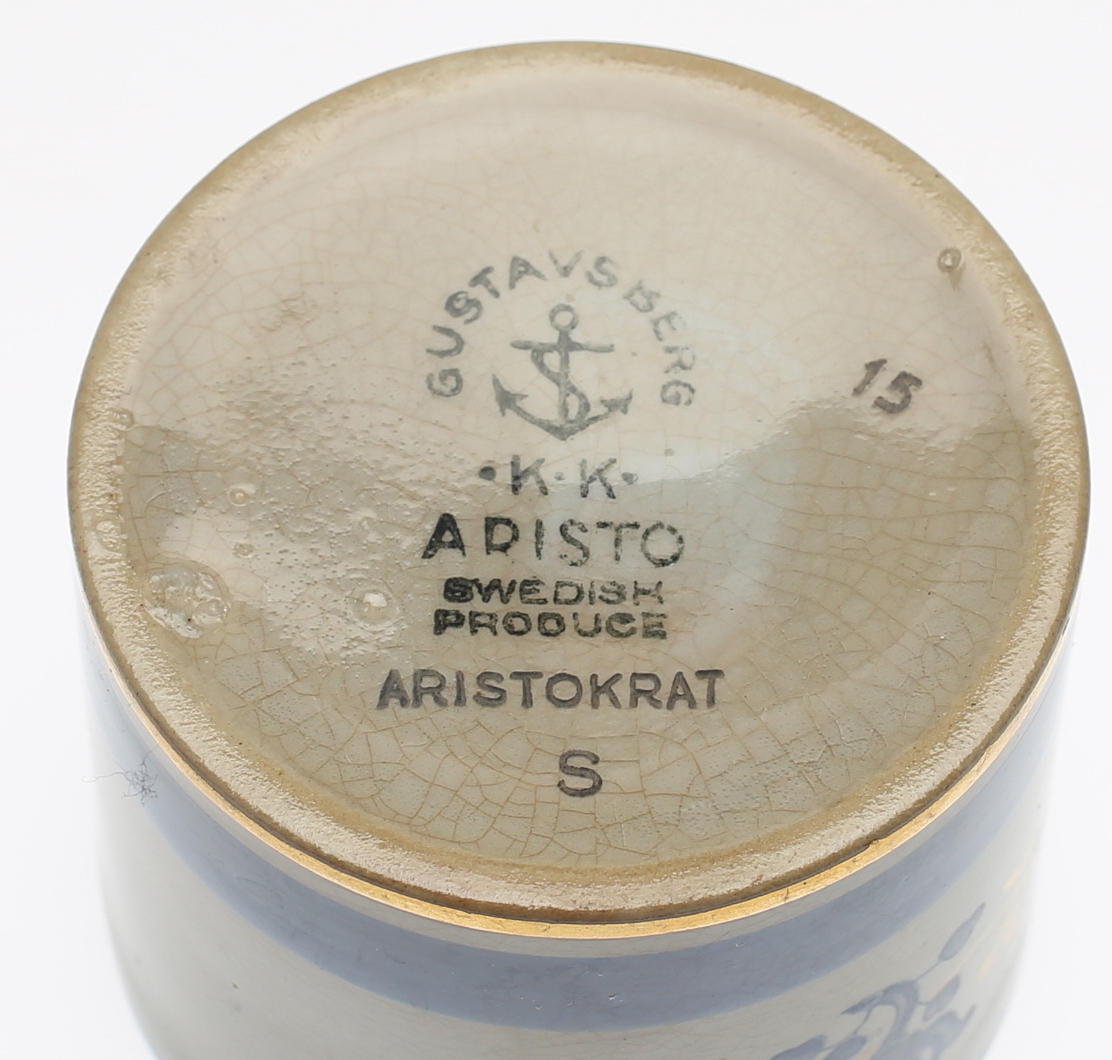 GUSTAVSBERG
15
·K·K·
ARISTO
SWEDISH
PRODUCE
ARISTOKRAT
S